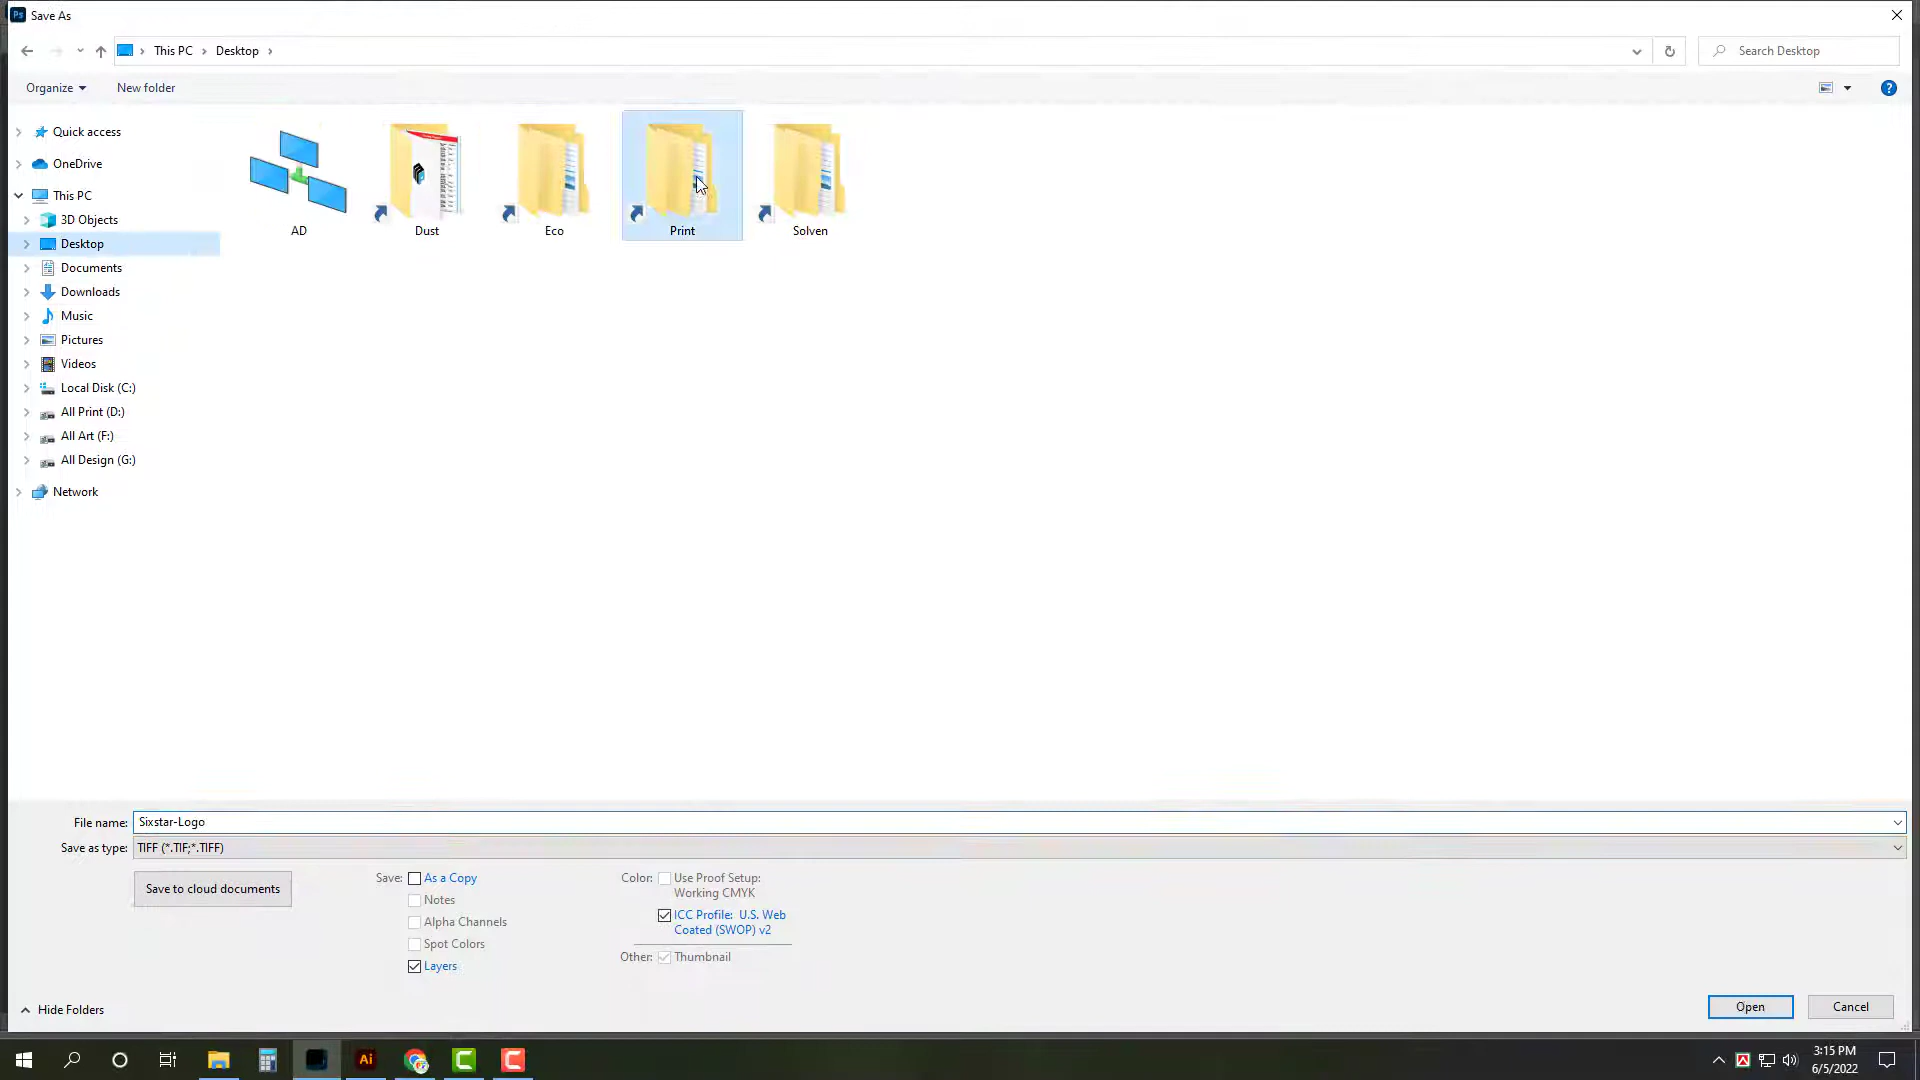 Ps Save As
This PC Desktop
Search Desktop
Organize
New folder
Quick access
OneDrive
This PC
3D Objects
Desktop
Documents
Downloads
Music
Pictures
Videos
Local Disk (C:)
All Print (D:)
All Art (F:)
All Design (G:)
Network
AD
Dust
Eco
Print
Solven
File name: Sixstar-Logo
Save as type: TIFF (*.TIF;*.TIFF)
Save to cloud documents
Save: As a Copy
Notes
Alpha Channels
Spot Colors
Layers
Color: Use Proof Setup:
Working CMYK
ICC Profile: U.S. Web
Coated (SWOP) v2
Other: Thumbnail
Hide Folders
Open
Cancel
Ai
3:15 PM
6/5/2022